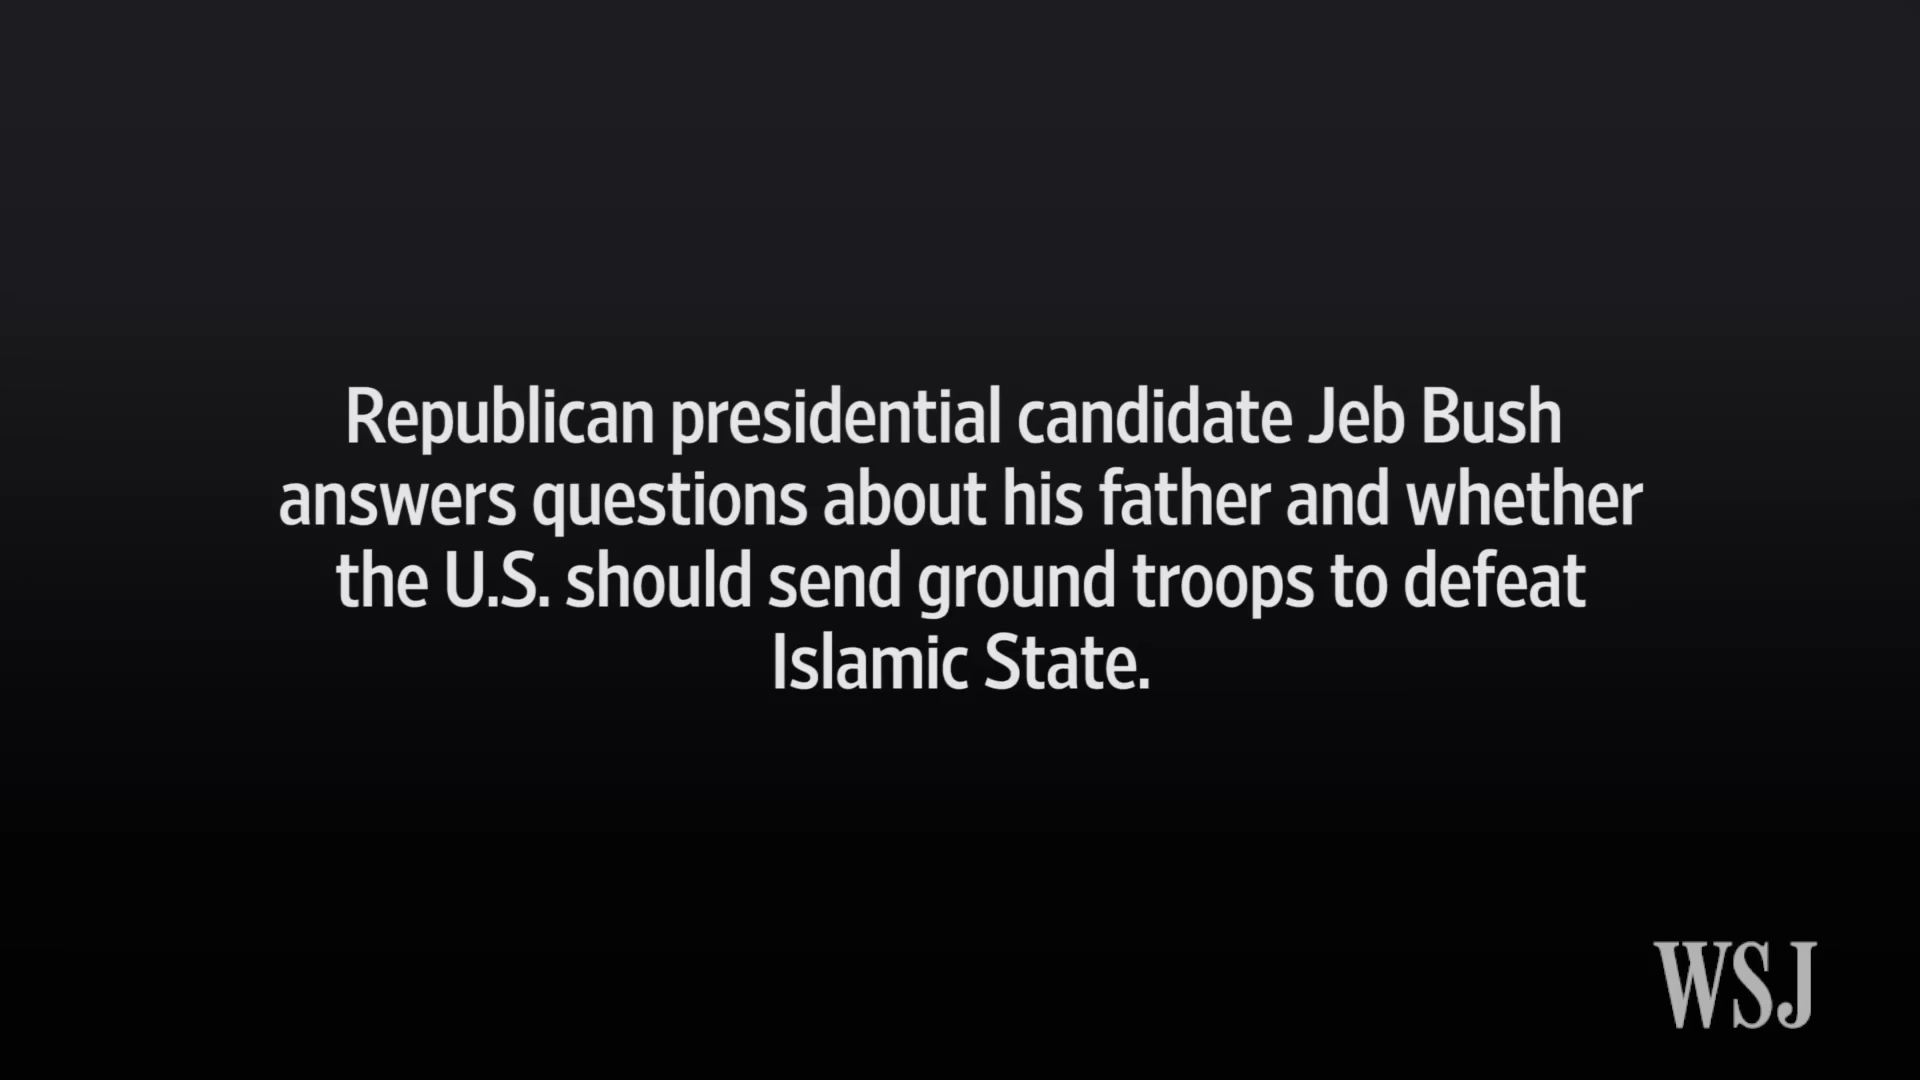 Republican presidential candidate Jeb Bush
answers questions about his father and whether
the U.S. should send ground troops to defeat
Islamic State.
WSJ